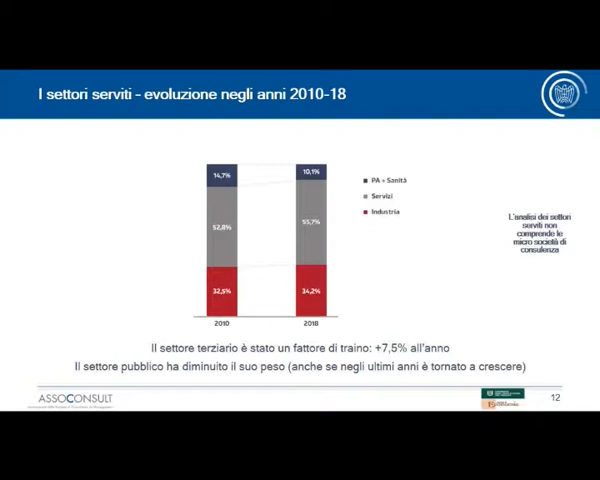 I settori serviti - evoluzione negli anni 2010-18
14,7%
10,1%
PA + Sanità
52,8%
55,7%
Servizi
Industria
32,5%
34,2%
2010
2018
L'analisi dei settori
serviti non
comprende le
micro società di
consulenza
Il settore terziario è stato un fattore di traino: +7,5% all'anno
Il settore pubblico ha diminuito il suo peso (anche se negli ultimi anni è tornato a crescere)
ASSOCONSULT
12